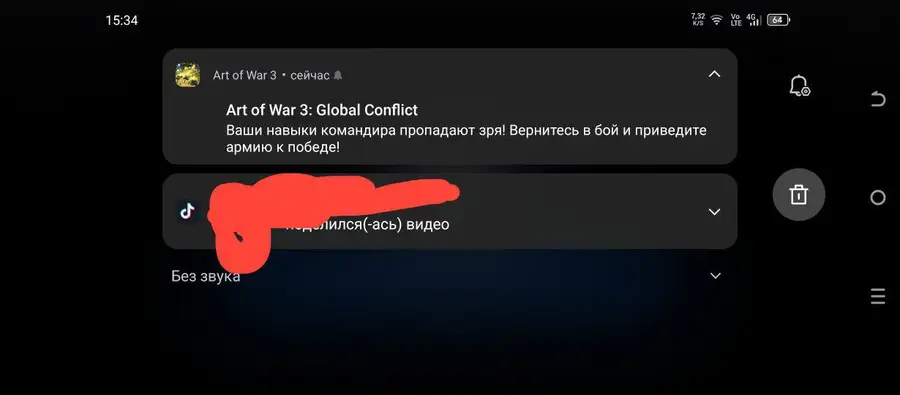 15:34
7,32 K/S Vo LTE 4G 64
Art of War 3 • сейчас
Art of War 3: Global Conflict
Ваши навыки командира пропадают зря! Вернитесь в бой и приведите
армию к победе!
поделился(-ась) видео
Без звука